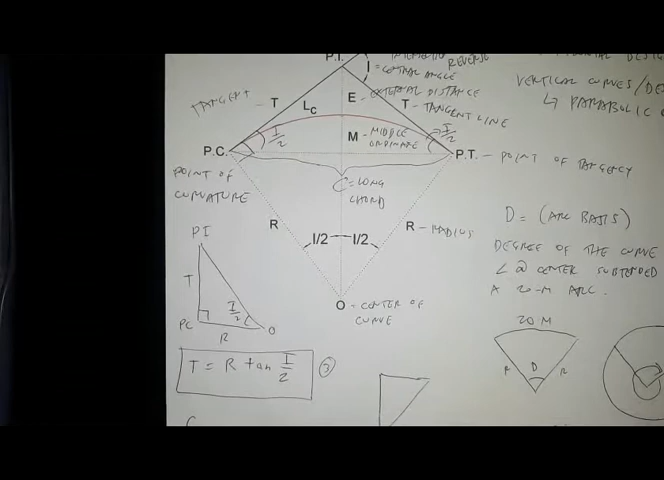 P.I.
REVERSE
I = CENTRAL ANGLE
VERTICAL CURVES/
↳ PARABOLIC
TANGENT — T
L_C
E - EXTERNAL DISTANCE
T - TANGENT LINE
I/2
I/2
M - MIDDLE ORDINATE
P.C.
P.T. - POINT OF TANGENCY
POINT OF
CURVATURE
C = LONG
CHORD
R
I/2
I/2
R - RADIUS
D = (ARC BASIS)
DEGREE OF THE CURVE
∠ @ CENTER SUBTENDED
A 20-M ARC.
O - CENTER OF
CURVE
PI
T
I/2
PC
R
O
20 M
R
D
R
T = R tan I/2
3